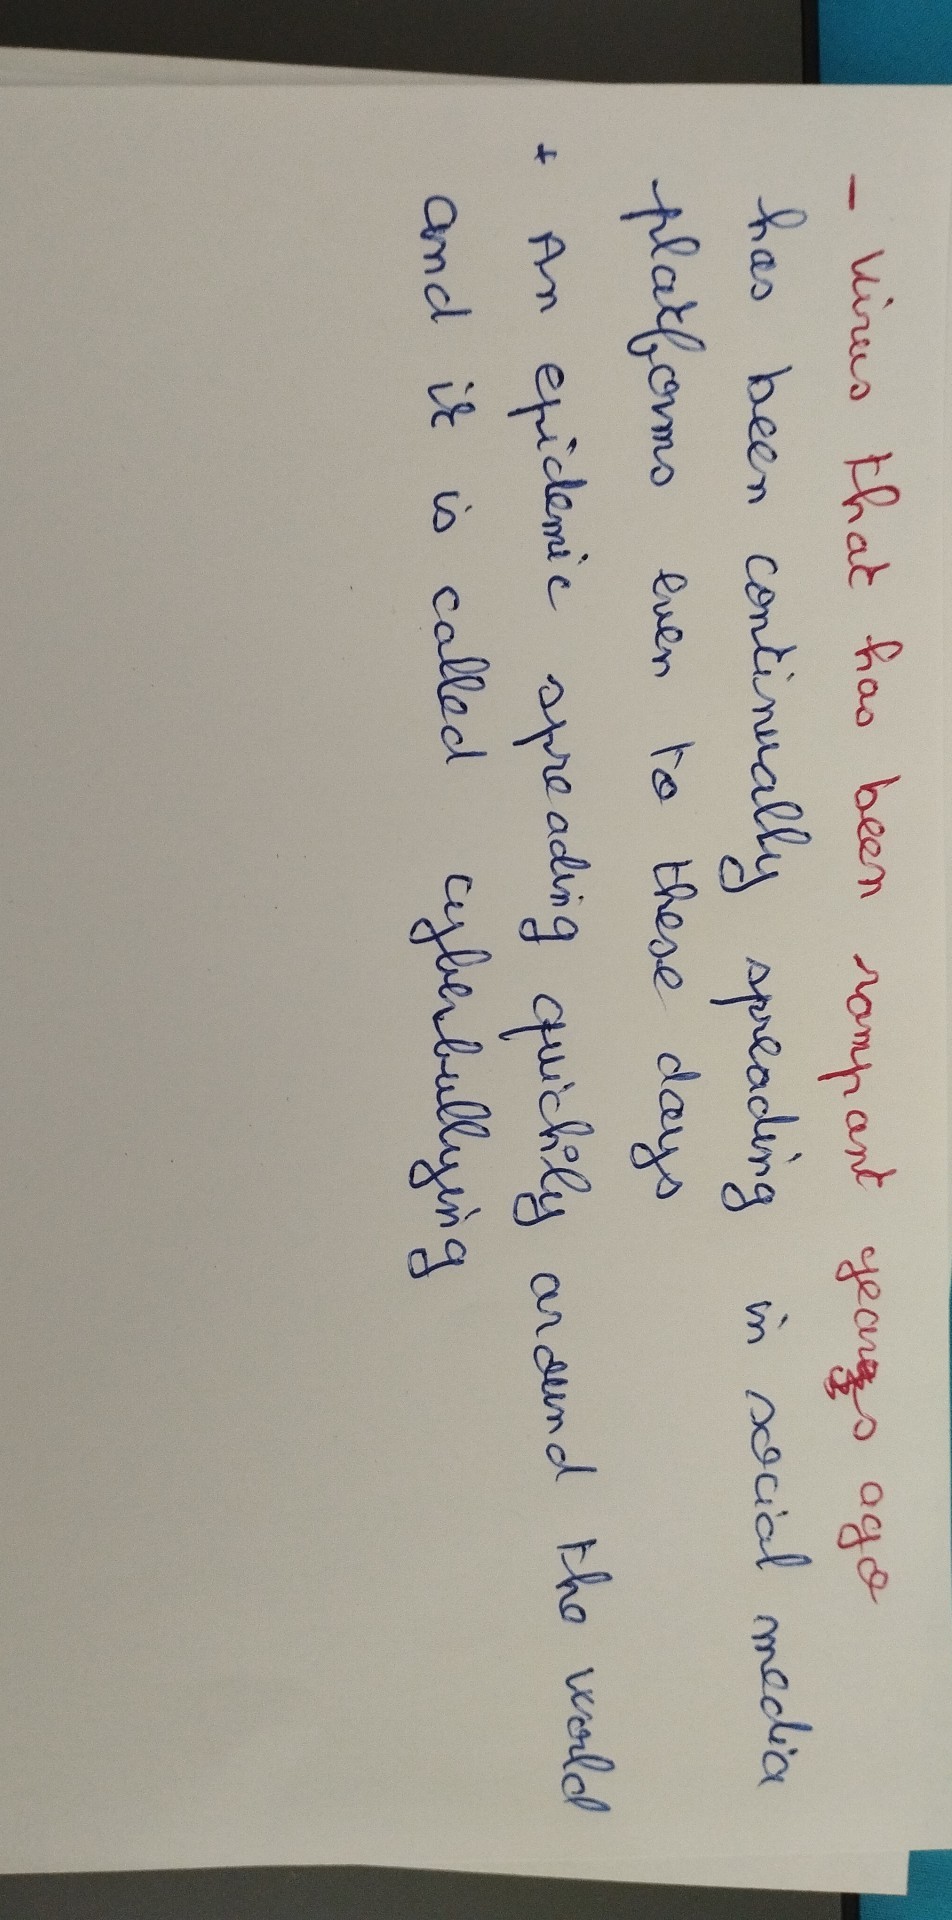 - Virus that has been rampant years ago
has been continually spreading in social media
platforms even to these days
+ An epidemic spreading quickly around the world
and it is called cyberbullying